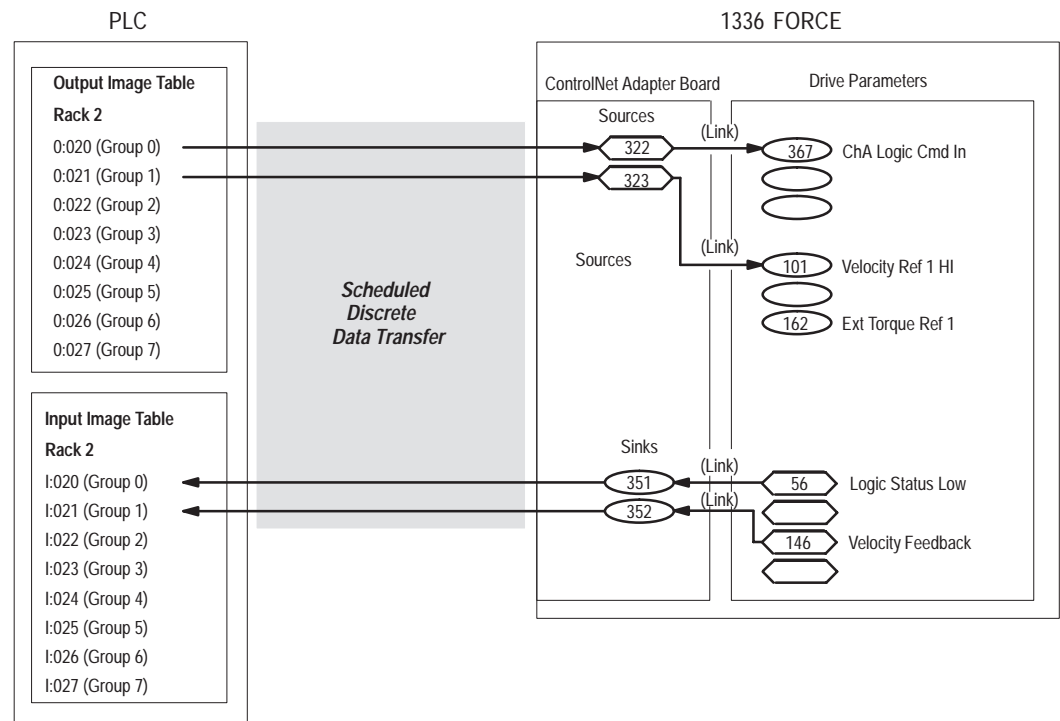 PLC
1336 FORCE
Output Image Table
Rack 2
0:020 (Group 0)
0:021 (Group 1)
0:022 (Group 2)
0:023 (Group 3)
0:024 (Group 4)
0:025 (Group 5)
0:026 (Group 6)
0:027 (Group 7)
Input Image Table
Rack 2
I:020 (Group 0)
I:021 (Group 1)
I:022 (Group 2)
I:023 (Group 3)
I:024 (Group 4)
I:025 (Group 5)
I:026 (Group 6)
I:027 (Group 7)
Scheduled
Discrete
Data Transfer
ControlNet Adapter Board
Sources
322
323
Sources
Sinks
351
352
Drive Parameters
(Link)
367 ChA Logic Cmd In
(Link)
101 Velocity Ref 1 HI
162 Ext Torque Ref 1
(Link)
56 Logic Status Low
(Link)
146 Velocity Feedback